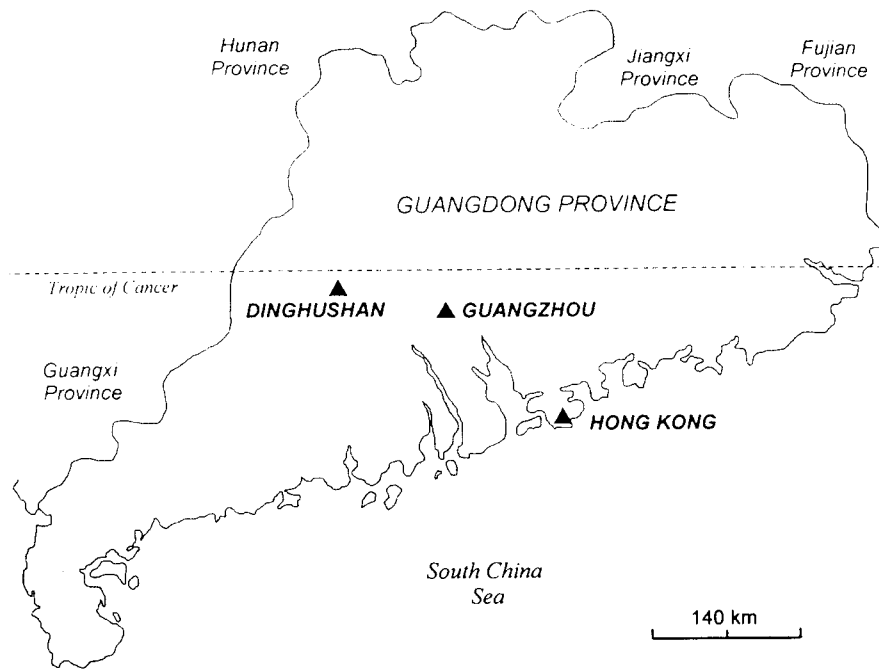 Hunan
Province
Jiangxi
Province
Fujian
Province
GUANGDONG PROVINCE
Tropic of Cancer
DINGHUSHAN
GUANGZHOU
Guangxi
Province
HONG KONG
South China
Sea
140 km